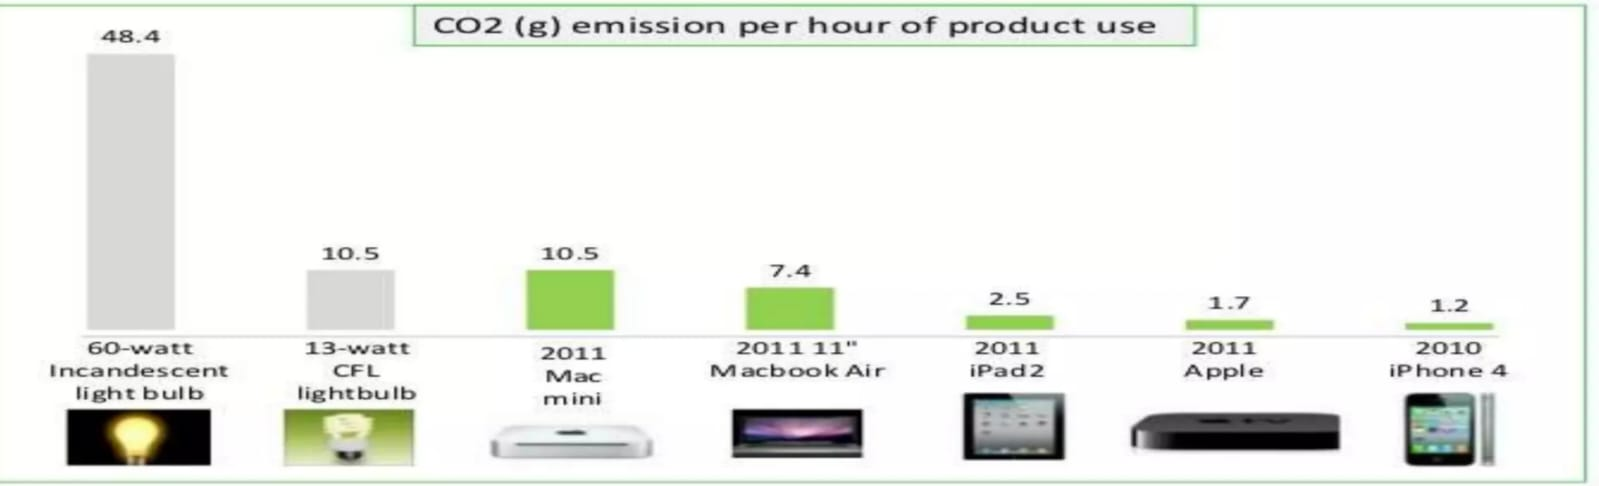 CO2 (g) emission per hour of product use
48.4
10.5
10.5
7.4
2.5
1.7
1.2
60-watt
Incandescent
light bulb
13-watt
CFL
lightbulb
2011
Mac
mini
2011 11"
Macbook Air
2011
iPad2
2011
Apple
2010
iPhone 4